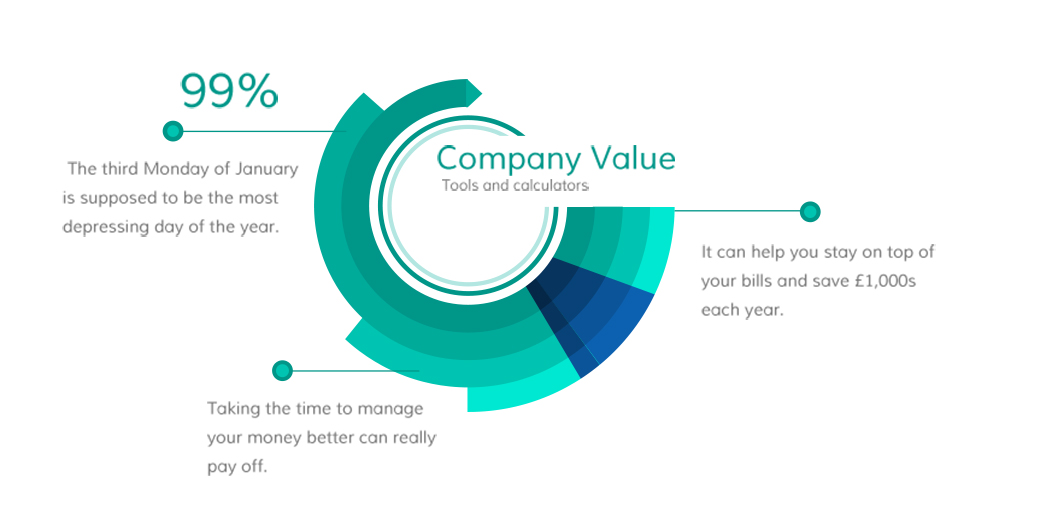 99%
The third Monday of January
is supposed to be the most
depressing day of the year.
Company Value
Tools and calculators
It can help you stay on top of
your bills and save £1,000s
each year.
Taking the time to manage
your money better can really
pay off.